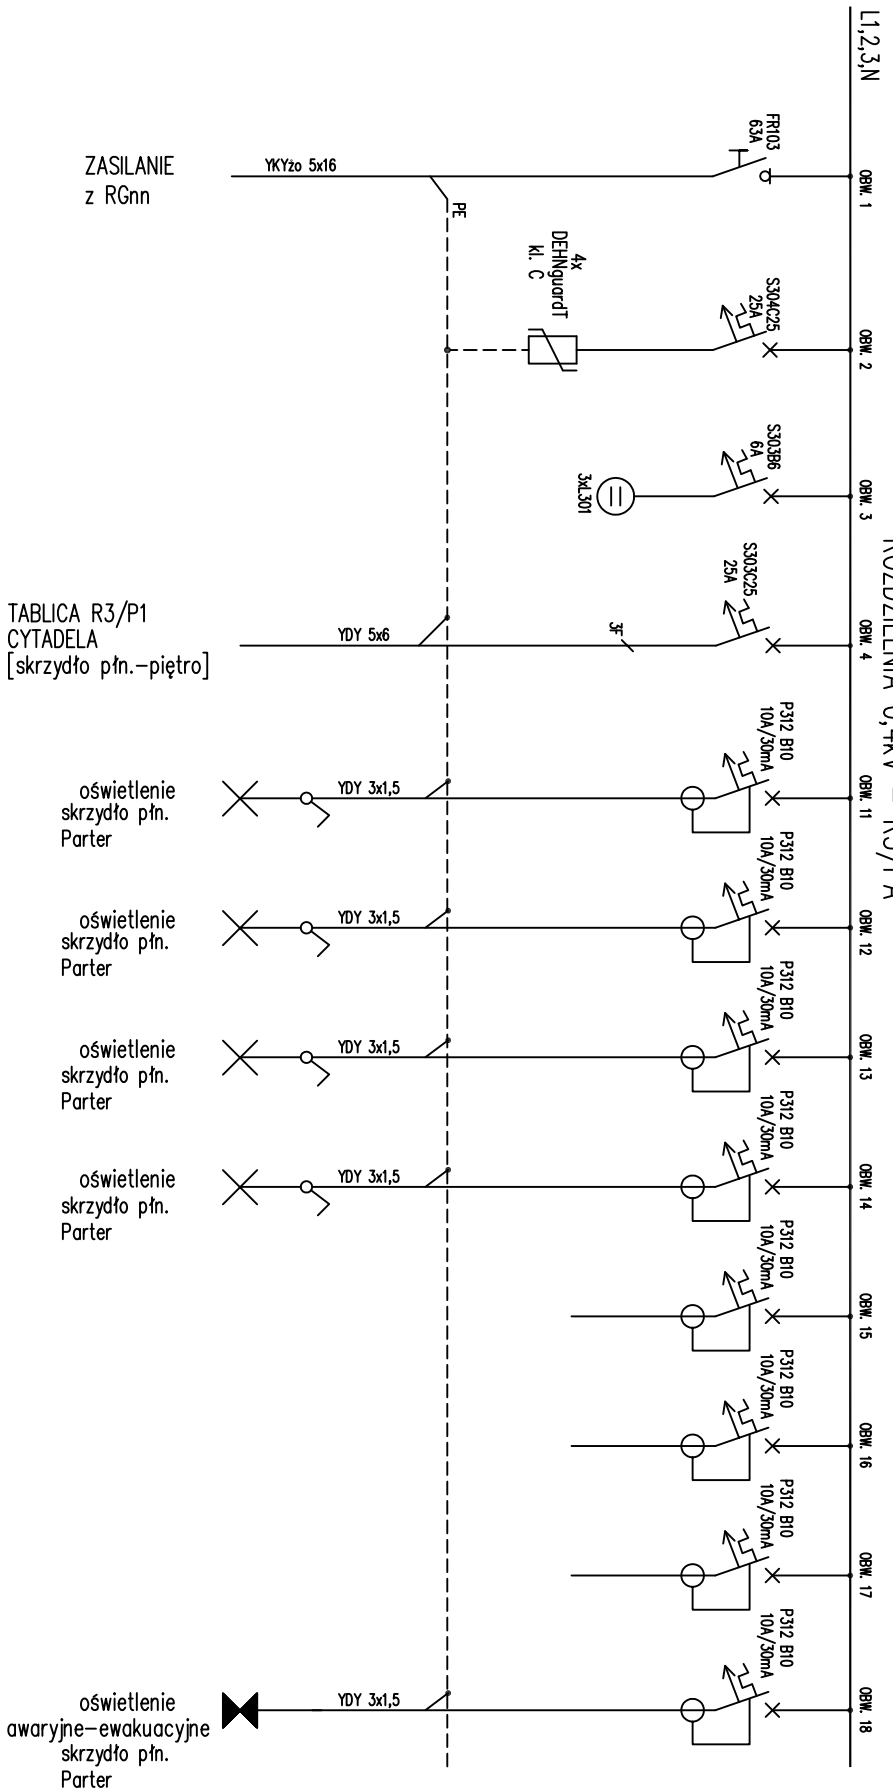 L1,2,3,N
FR103
63A
OBW. 1
YKYżo 5x16
ZASILANIE
z RGnn
PE
S304C25
25A
OBW. 2
4x
DEHNguardT
kl. C
S303B6
6A
OBW. 3
3xL301
S303C25
25A
OBW. 4
3F
YDY 5x6
TABLICA R3/P1
CYTADELA
[skrzydło płn.-piętro]
P312 B10
10A/30mA
OBW. 11
YDY 3x1,5
oświetlenie
skrzydło płn.
Parter
P312 B10
10A/30mA
OBW. 12
YDY 3x1,5
oświetlenie
skrzydło płn.
Parter
P312 B10
10A/30mA
OBW. 13
YDY 3x1,5
oświetlenie
skrzydło płn.
Parter
P312 B10
10A/30mA
OBW. 14
YDY 3x1,5
oświetlenie
skrzydło płn.
Parter
P312 B10
10A/30mA
OBW. 15
P312 B10
10A/30mA
OBW. 16
P312 B10
10A/30mA
OBW. 17
P312 B10
10A/30mA
OBW. 18
YDY 3x1,5
oświetlenie
awaryjne-ewakuacyjne
skrzydło płn.
Parter